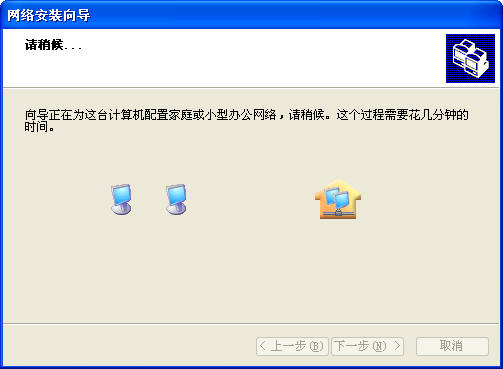 网络安装向导
请稍候...
向导正在为这台计算机配置家庭或小型办公网络，请稍候。这个过程需要花几分钟的
时间。
< 上一步(B) 下一步(N) > 取消